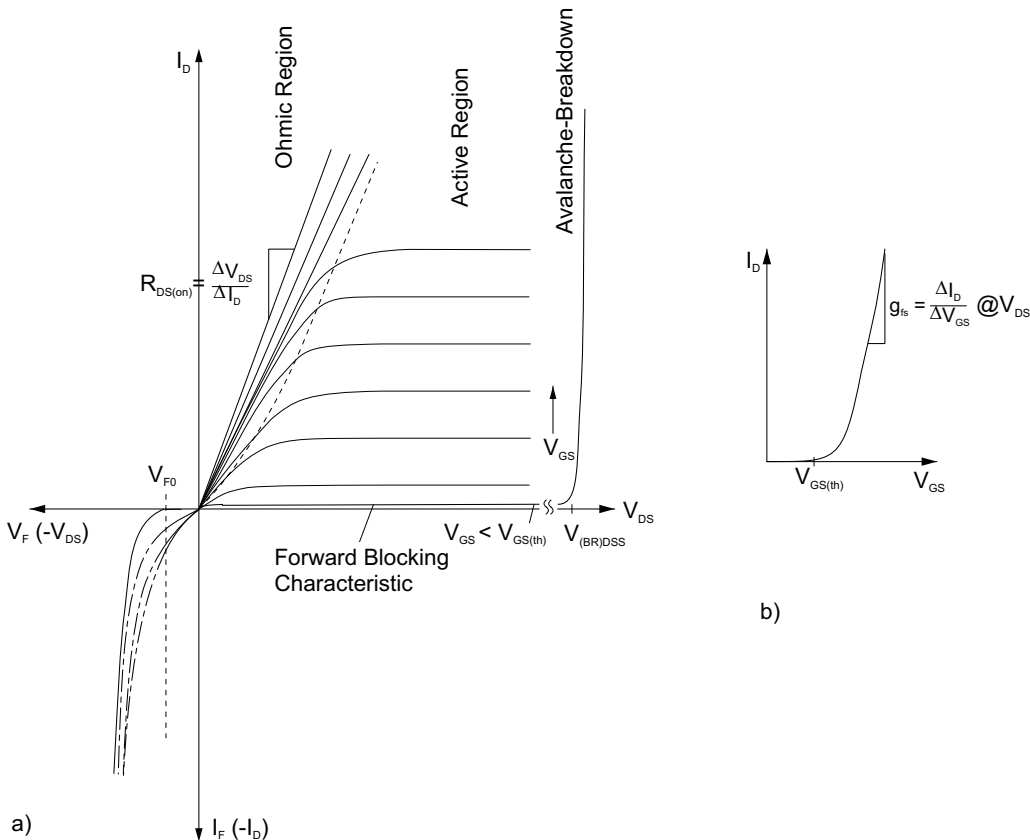 I_D
Ohmic Region
Active Region
Avalanche-Breakdown
R_DS(on) = ΔV_DS / ΔI_D
V_GS
V_F0
V_F (-V_DS)
V_GS < V_GS(th)
V_(BR)DSS
V_DS
Forward Blocking
Characteristic
I_F (-I_D)
a)
I_D
g_fs = ΔI_D / ΔV_GS @V_DS
V_GS(th)
V_GS
b)